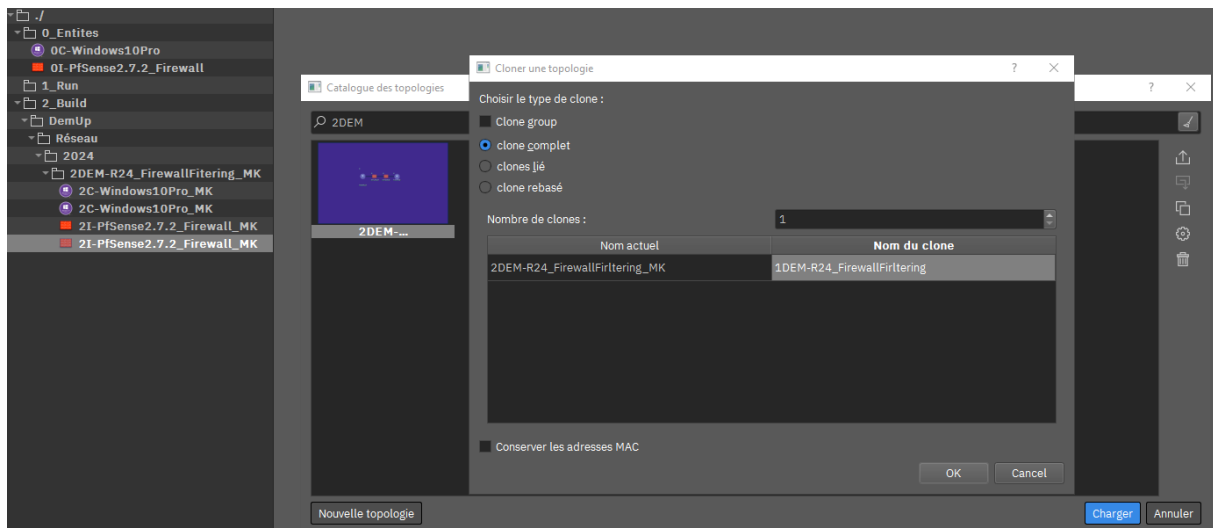 ./
0_Entites
0C-Windows10Pro
0I-PfSense2.7.2_Firewall
1_Run
2_Build
DemUp
Réseau
2024
2DEM-R24_FirewallFitering_MK
2C-Windows10Pro_MK
2C-Windows10Pro_MK
2I-PfSense2.7.2_Firewall_MK
2I-PfSense2.7.2_Firewall_MK
Catalogue des topologies
? ×
2DEM
2DEM-...
Cloner une topologie
? ×
Choisir le type de clone :
Clone group
clone complet
clones lié
clone rebasé
Nombre de clones : 1
Nom actuel Nom du clone
2DEM-R24_FirewallFirltering_MK 1DEM-R24_FirewallFirltering
Conserver les adresses MAC
OK Cancel
Nouvelle topologie Charger Annuler